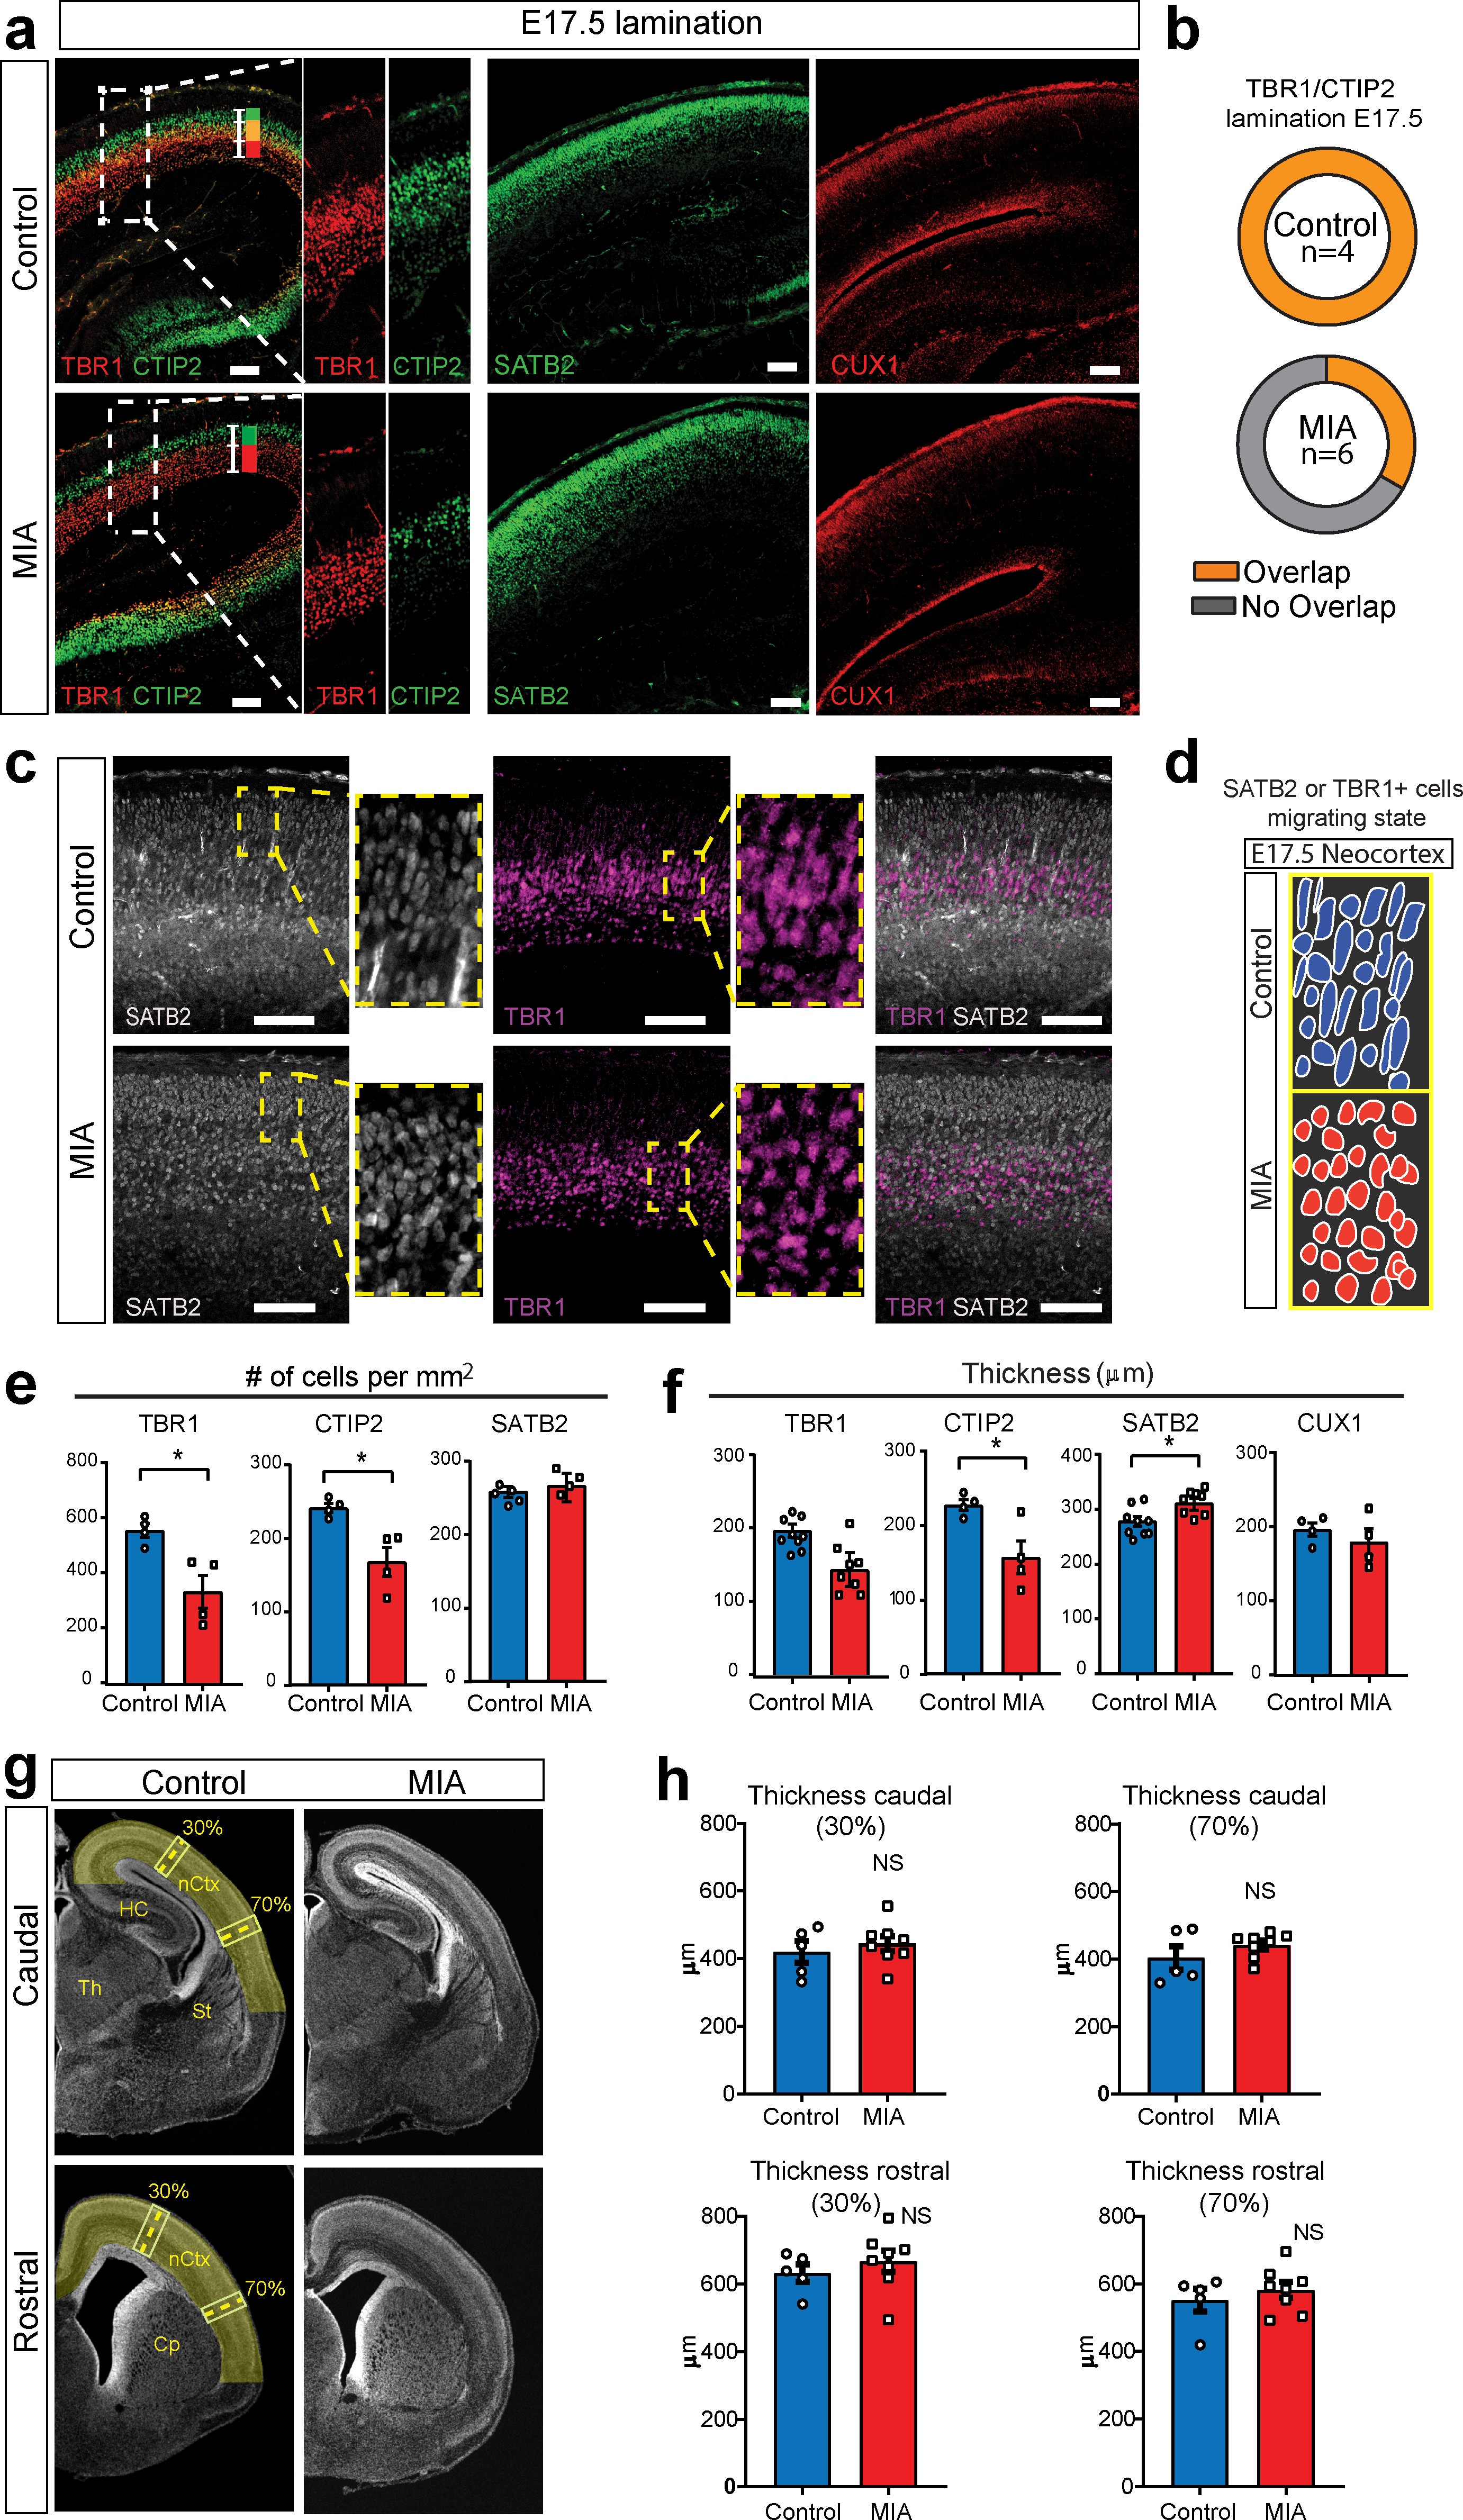 a
E17.5 lamination
Control
TBR1 CTIP2
TBR1
CTIP2
SATB2
CUX1
MIA
TBR1 CTIP2
TBR1
CTIP2
SATB2
CUX1
b
TBR1/CTIP2
lamination E17.5
Control
n=4
MIA
n=6
Overlap
No Overlap
c
Control
SATB2
TBR1
TBR1 SATB2
MIA
SATB2
TBR1
TBR1 SATB2
d
SATB2 or TBR1+ cells
migrating state
E17.5 Neocortex
Control
MIA
e
# of cells per mm2
TBR1
800
600
400
200
0
*
Control MIA
CTIP2
300
200
100
0
*
Control MIA
SATB2
300
200
100
0
Control MIA
f
Thickness (μm)
TBR1
300
200
100
0
Control MIA
CTIP2
300
200
100
0
*
Control MIA
SATB2
400
300
200
100
0
*
Control MIA
CUX1
300
200
100
0
Control MIA
g
Control
MIA
Caudal
30%
nCtx
70%
HC
Th
St
Rostral
30%
nCtx
70%
Cp
h
Thickness caudal
(30%)
NS
800
600
400
200
0
μm
Control MIA
Thickness caudal
(70%)
NS
800
600
400
200
0
μm
Control MIA
Thickness rostral
(30%)
NS
800
600
400
200
0
μm
Control MIA
Thickness rostral
(70%)
NS
800
600
400
200
0
μm
Control MIA